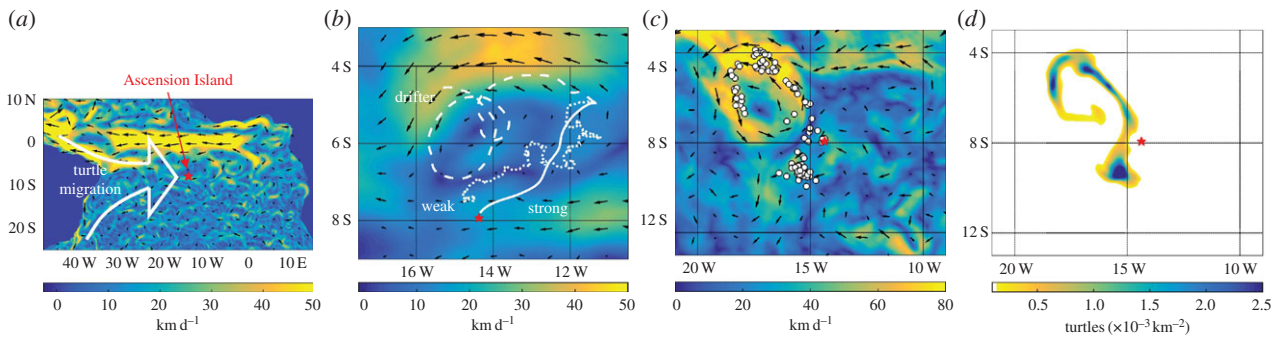 (a)
Ascension Island
10 N
0
10 S
20 S
turtle
migration
40 W 30 W 20 W 10 W 0 10 E
0 10 20 30 40 50
km d⁻¹
(b)
4 S
6 S
8 S
drifter
weak
strong
16 W 14 W 12 W
0 10 20 30 40 50
km d⁻¹
(c)
4 S
8 S
12 S
20 W 15 W 10 W
0 20 40 60 80
km d⁻¹
(d)
4 S
8 S
12 S
20 W 15 W 10 W
0.5 1.0 1.5 2.0 2.5
turtles (×10⁻³ km⁻²)